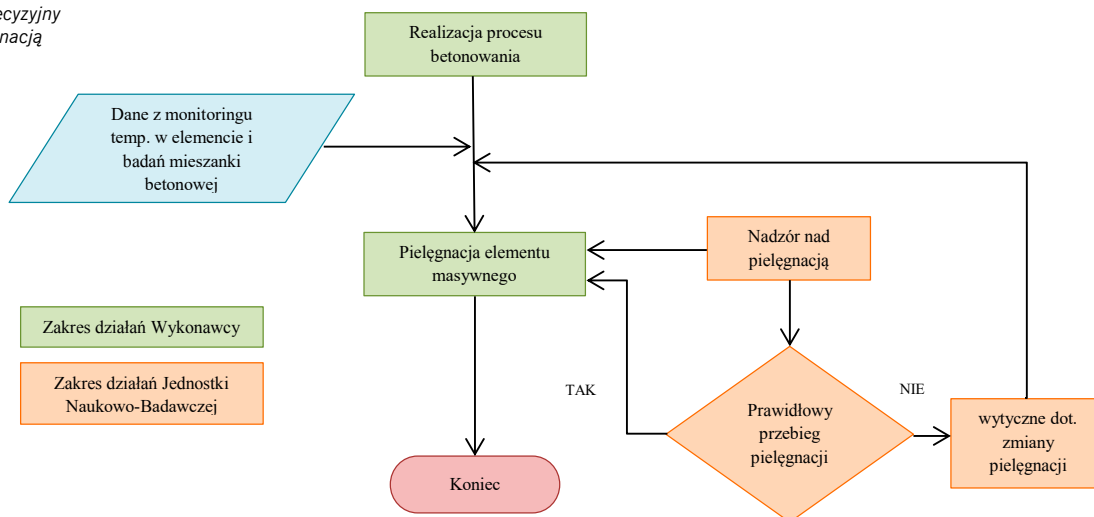 ecyzyjny
nacją
Realizacja procesu
betonowania
Dane z monitoringu
temp. w elemencie i
badań mieszanki
betonowej
Pielęgnacja elementu
masywnego
Nadzór nad
pielęgnacją
Zakres działań Wykonawcy
Zakres działań Jednostki
Naukowo-Badawczej
TAK
NIE
Prawidłowy
przebieg
pielęgnacji
wytyczne dot.
zmiany
pielęgnacji
Koniec